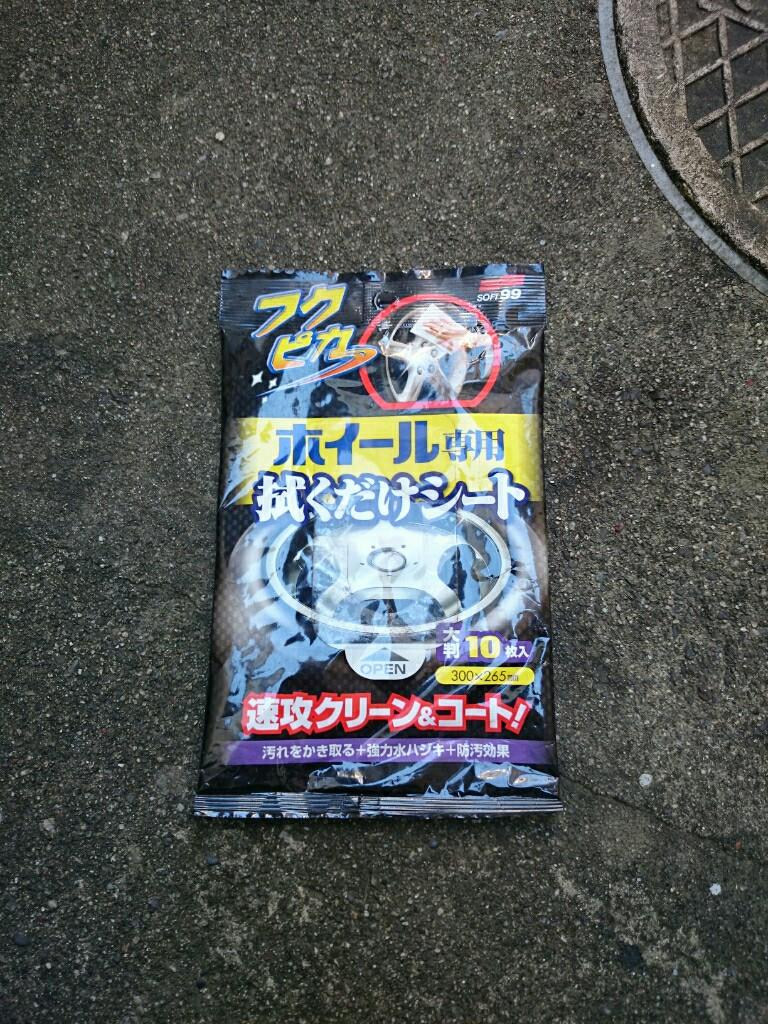 フク
ピカ
SOFT99
ホイール専用
拭くだけシート
OPEN
大判10枚入
300×265mm
速攻クリーン&コート!
汚れをかき取る+強力水ハジキ+防汚効果